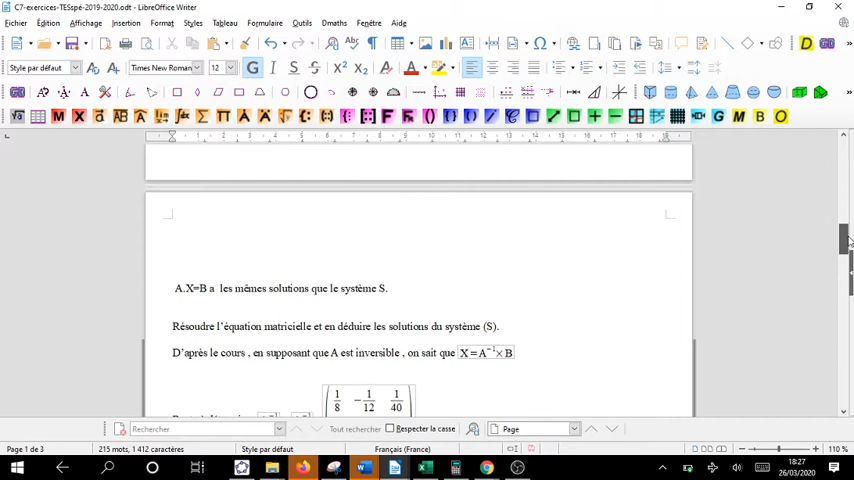 C7-exercices-TESspé-2019-2020.odt - LibreOffice Writer
Fichier Édition Affichage Insertion Format Styles Tableau Formulaire Outils Dmaths Fenêtre Aide
Style par défaut Times New Roman 12
A.X=B a les mêmes solutions que le système S.
Résoudre l'équation matricielle et en déduire les solutions du système (S).
D'après le cours , en supposant que A est inversible , on sait que X=A⁻¹×B
1/8 −1/12 1/40
Rechercher Tout rechercher Respecter la casse Page
Page 1 de 3 215 mots, 1 412 caractères Style par défaut Français (France) 110 %
18:27
26/03/2020